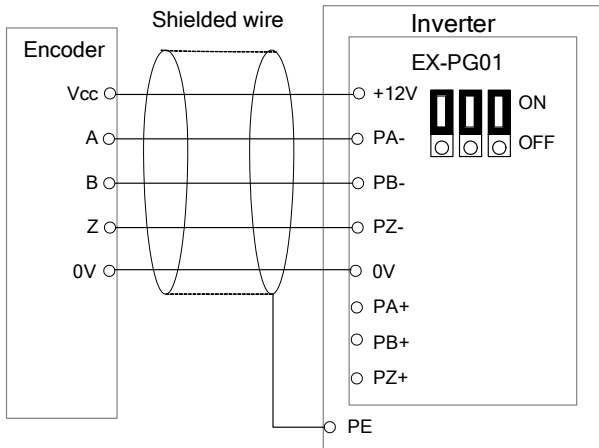 Shielded wire
Inverter
Encoder
EX-PG01
Vcc
+12V
ON
A
PA-
OFF
B
PB-
Z
PZ-
0V
0V
PA+
PB+
PZ+
PE